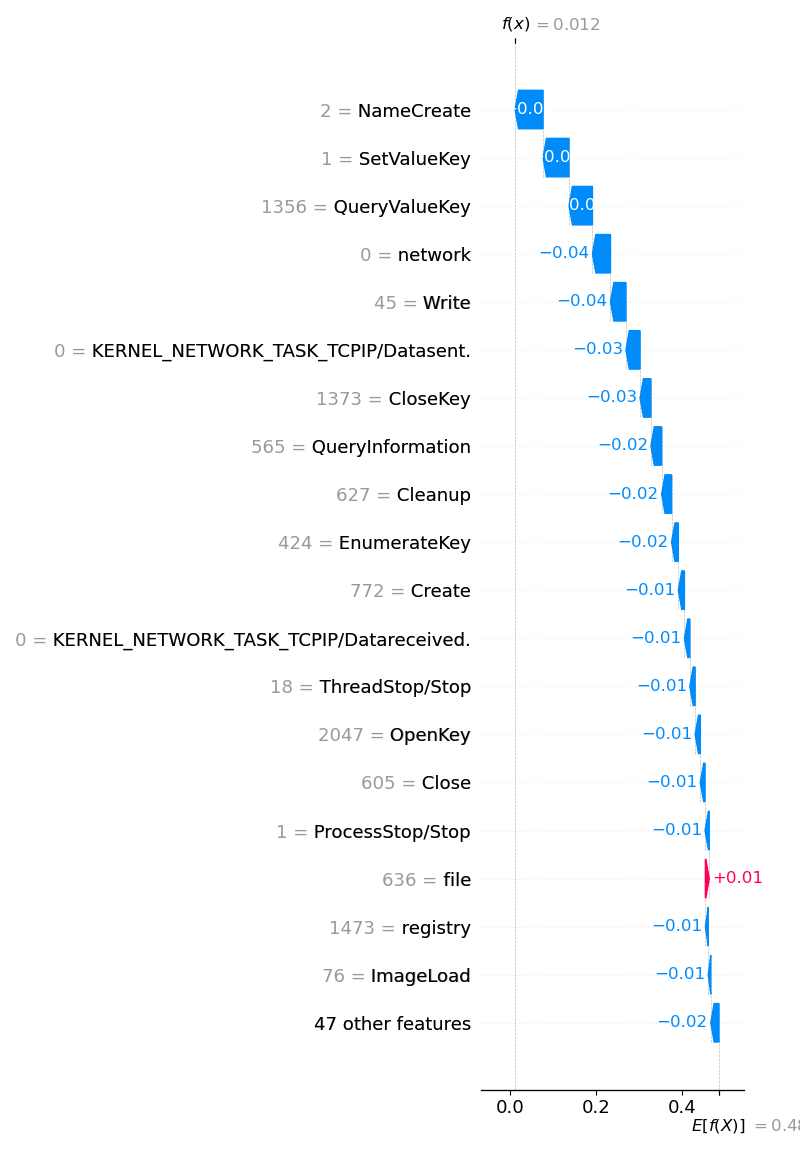 f(x) = 0.012
2 = NameCreate
1 = SetValueKey
1356 = QueryValueKey
0 = network −0.04
45 = Write −0.04
0 = KERNEL_NETWORK_TASK_TCPIP/Datasent. −0.03
1373 = CloseKey −0.03
565 = QueryInformation −0.02
627 = Cleanup −0.02
424 = EnumerateKey −0.02
772 = Create −0.01
0 = KERNEL_NETWORK_TASK_TCPIP/Datareceived. −0.01
18 = ThreadStop/Stop −0.01
2047 = OpenKey −0.01
605 = Close −0.01
1 = ProcessStop/Stop −0.01
636 = file +0.01
1473 = registry −0.01
76 = ImageLoad −0.01
47 other features −0.02
0.0 0.2 0.4
E[f(X)] = 0.48